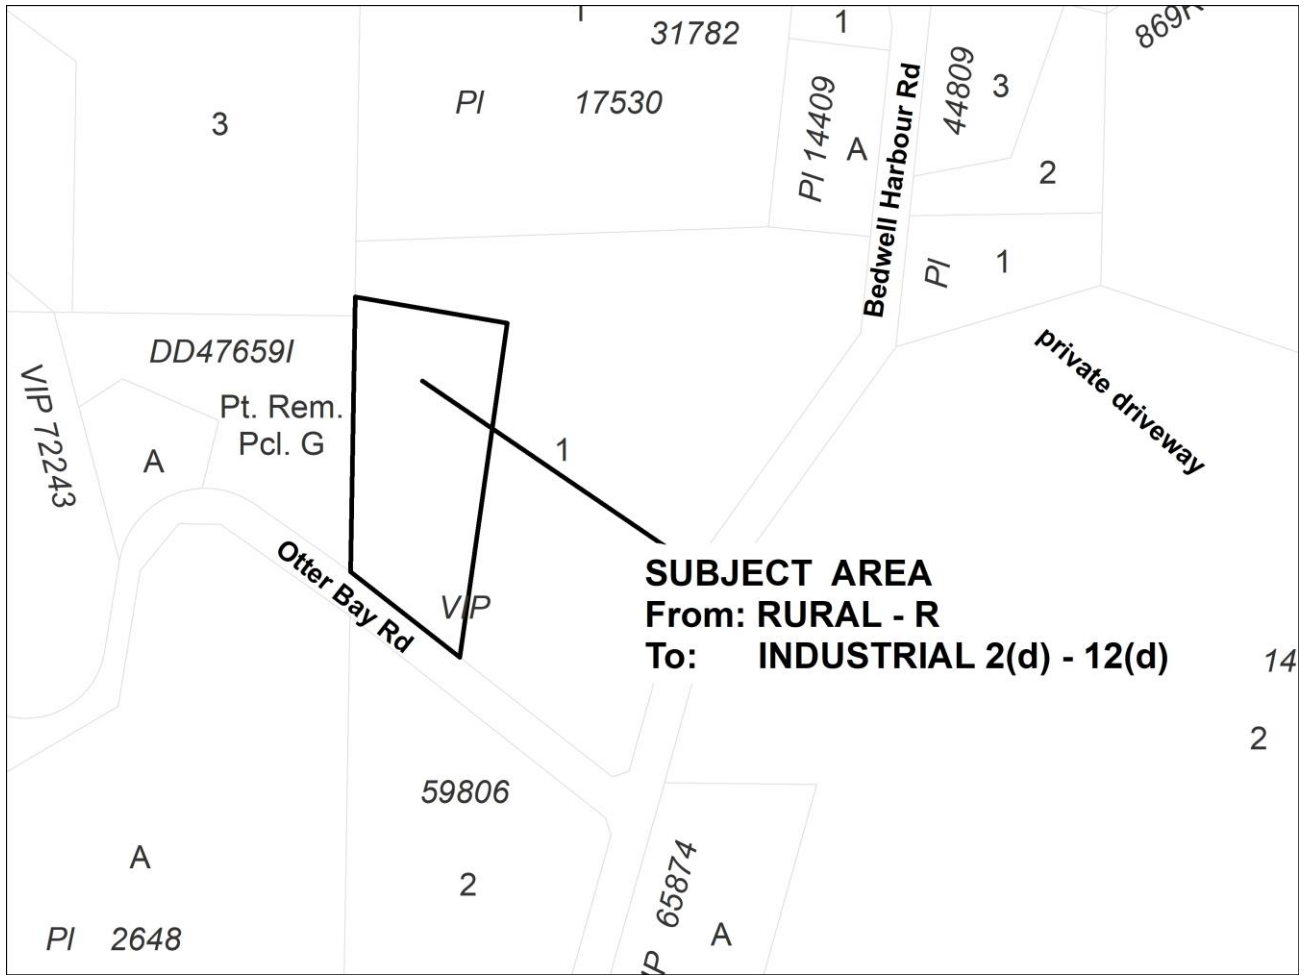 31782
1
869R
3
Pl 17530
Pl 14409
A
Bedwell Harbour Rd
44809
3
2
Pl
1
private driveway
DD47659I
Pt. Rem.
Pcl. G
VIP 72243
A
1
Otter Bay Rd
VIP
SUBJECT AREA
From: RURAL - R
To: INDUSTRIAL 2(d) - 12(d)
14
2
59806
2
A
Pl 2648
65874
A